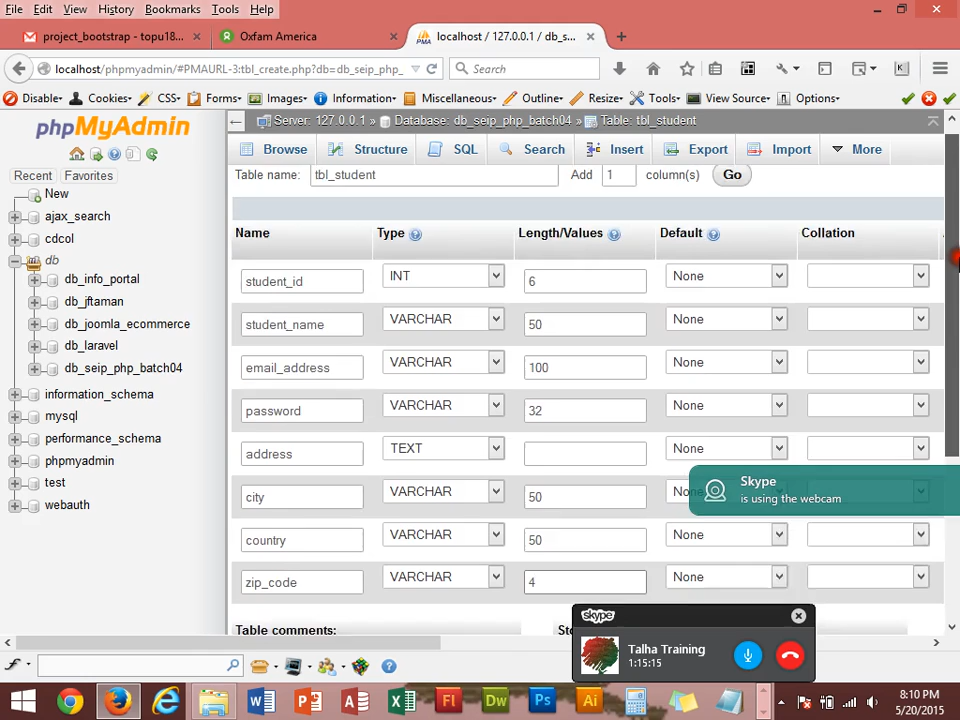 File Edit View History Bookmarks Tools Help
project_bootstrap - topu18... × Oxfam America × PMA localhost / 127.0.0.1 / db_s... × +
localhost/phpmyadmin/#PMAURL-3:tbl_create.php?db=db_seip_php_ Search
Disable Cookies CSS Forms Images Information Miscellaneous Outline Resize Tools View Source Options
phpMyAdmin
Recent Favorites
New
ajax_search
cdcol
db
db_info_portal
db_jftaman
db_joomla_ecommerce
db_laravel
db_seip_php_batch04
information_schema
mysql
performance_schema
phpmyadmin
test
webauth
Server: 127.0.0.1 » Database: db_seip_php_batch04 » Table: tbl_student
Browse Structure SQL Search Insert Export Import More
Table name: tbl_student Add 1 column(s) Go
Name Type Length/Values Default Collation
student_id INT 6 None
student_name VARCHAR 50 None
email_address VARCHAR 100 None
password VARCHAR 32 None
address TEXT None
city VARCHAR 50 None
country VARCHAR 50 None
zip_code VARCHAR 4 None
Table comments:
Skype
is using the webcam
skype
Talha Training
1:15:15
W P A X Fl Dw Ps Ai
8:10 PM
5/20/2015